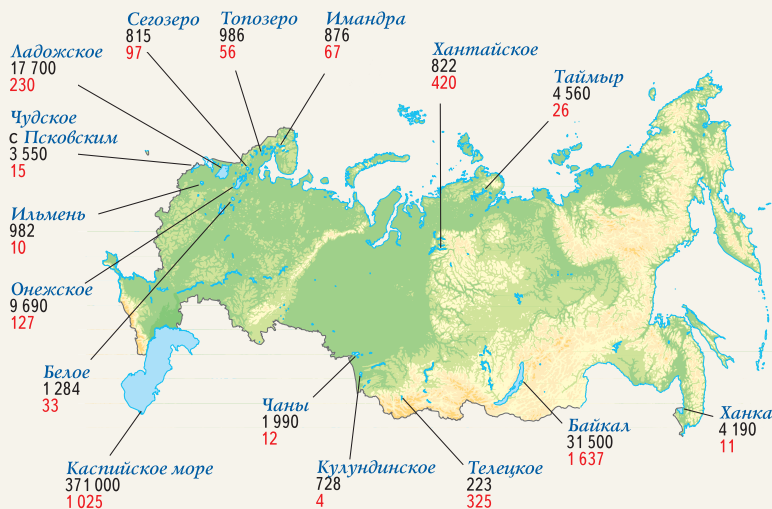 Сегозеро
815
97
Топозеро
986
56
Имандра
876
67
Ладожское
17 700
230
Хантайское
822
420
Таймыр
4 560
26
Чудское
с Псковским
3 550
15
Ильмень
982
10
Онежское
9 690
127
Белое
1 284
33
Чаны
1 990
12
Байкал
31 500
1 637
Ханка
4 190
11
Каспийское море
371 000
1 025
Кулундинское
728
4
Телецкое
223
325